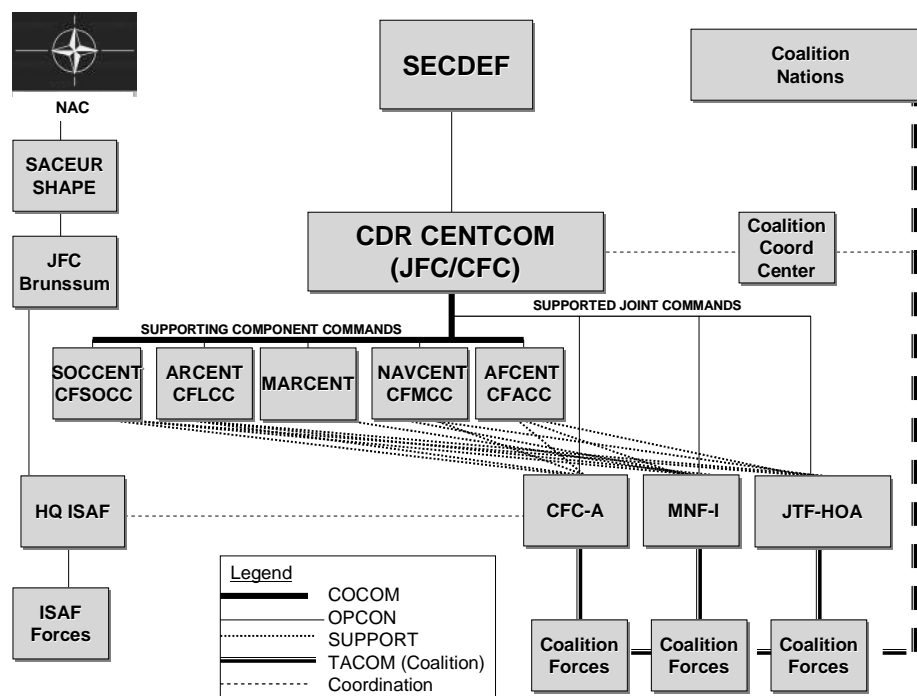 NAC
SACEUR
SHAPE
JFC
Brunssum
HQ ISAF
ISAF
Forces
SECDEF
Coalition
Nations
CDR CENTCOM
(JFC/CFC)
Coalition
Coord
Center
SUPPORTED JOINT COMMANDS
SUPPORTING COMPONENT COMMANDS
SOCCENT
CFSOCC
ARCENT
CFLCC
MARCENT
NAVCENT
CFMCC
AFCENT
CFACC
CFC-A
MNF-I
JTF-HOA
Coalition
Forces
Coalition
Forces
Coalition
Forces
Legend
COCOM
OPCON
SUPPORT
TACOM (Coalition)
Coordination